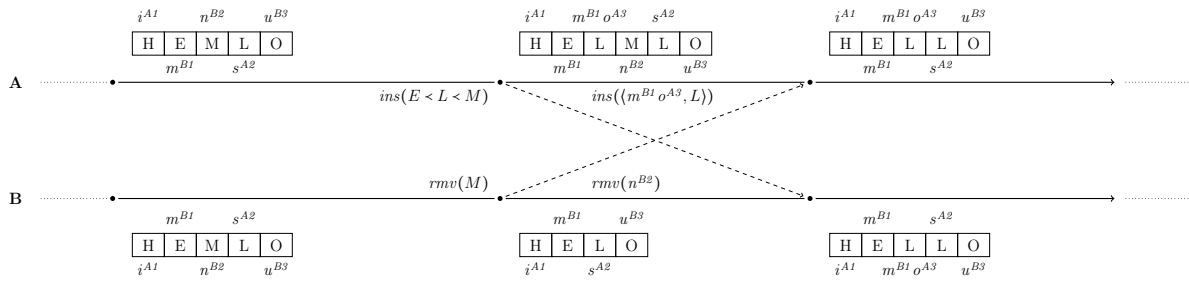 i^{A1} n^{B2} u^{B3} i^{A1} m^{B1} o^{A3} s^{A2} i^{A1} m^{B1} o^{A3} u^{B3}
H E M L O H E L M L O H E L L O
m^{B1} s^{A2} m^{B1} n^{B2} u^{B3} m^{B1} s^{A2}
A
ins(E < L < M) ins(⟨m^{B1} o^{A3}, L⟩)
rmv(M) rmv(n^{B2})
B
m^{B1} s^{A2} m^{B1} u^{B3} m^{B1} s^{A2}
H E M L O H E L O H E L L O
i^{A1} n^{B2} u^{B3} i^{A1} s^{A2} i^{A1} m^{B1} o^{A3} u^{B3}